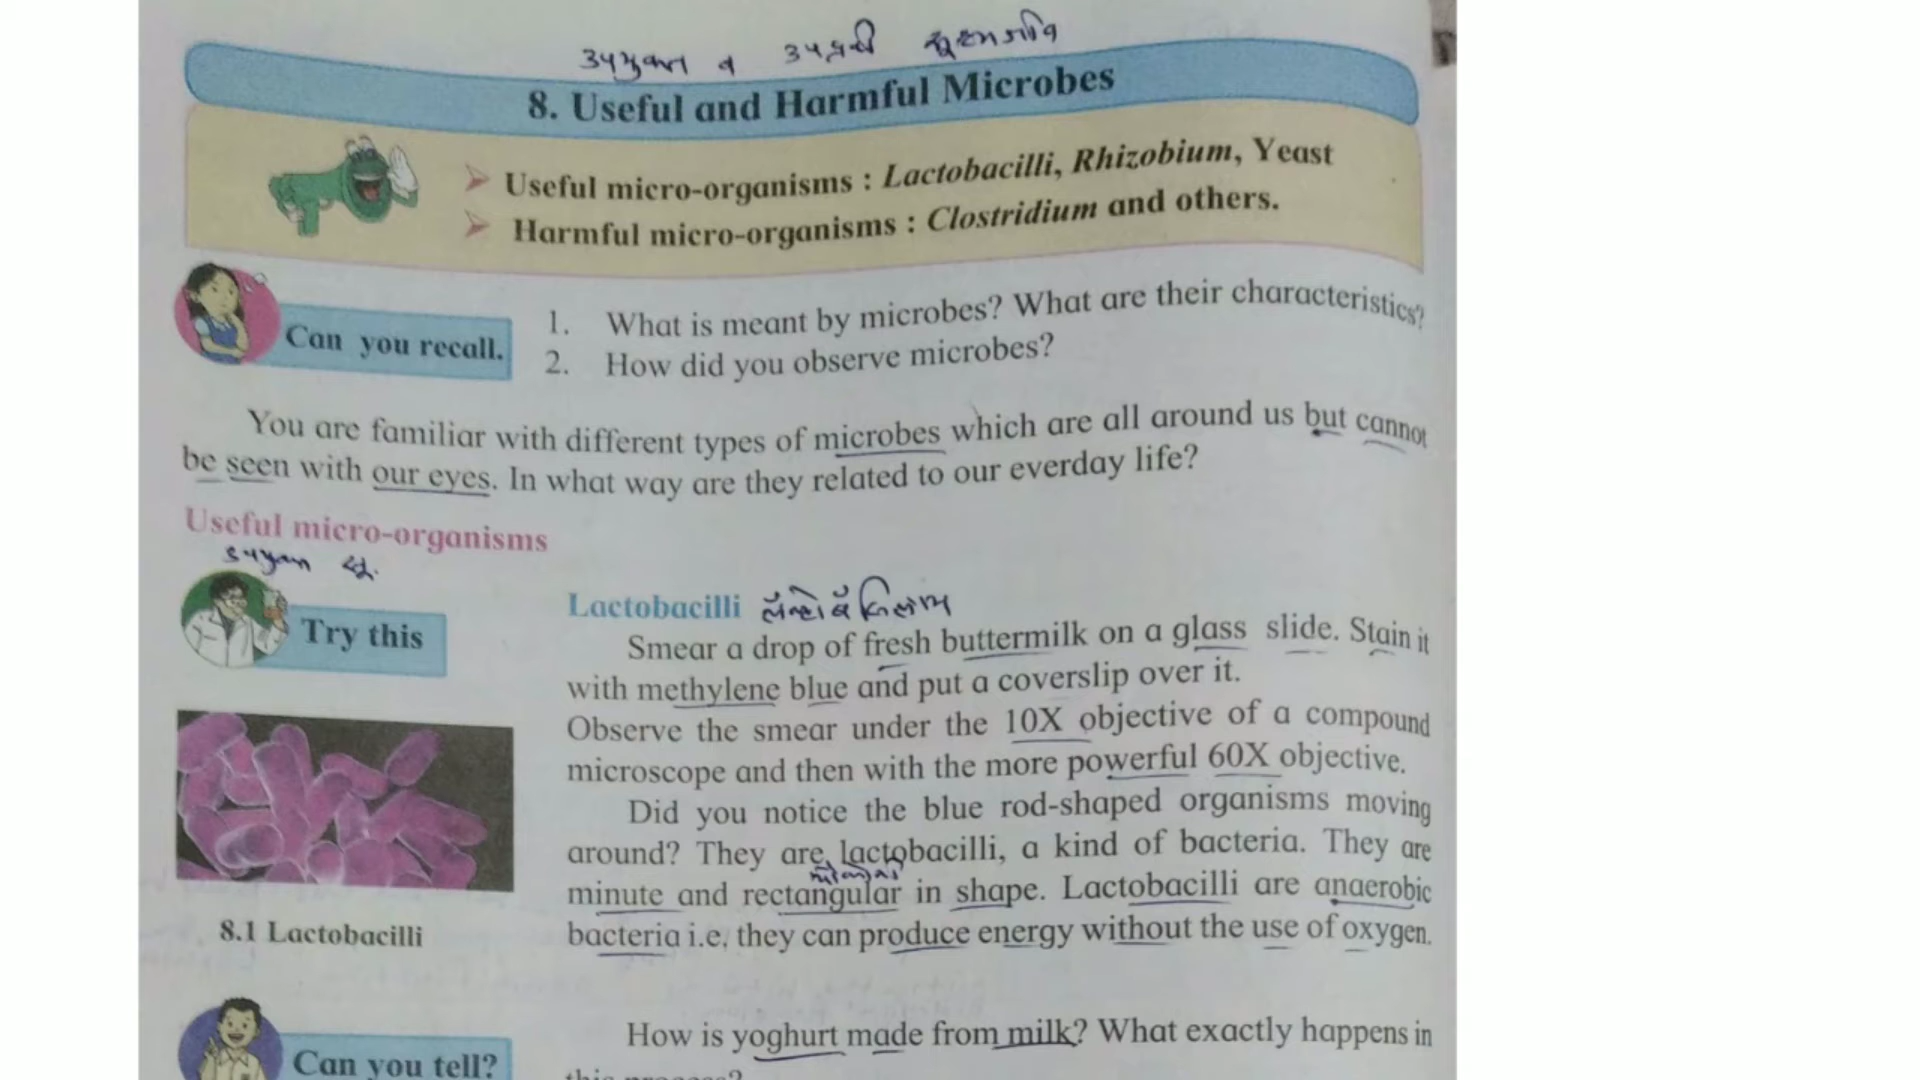 उपयुक्त व उपद्रवी सूक्ष्मजीव
8. Useful and Harmful Microbes
➤ Useful micro-organisms : Lactobacilli, Rhizobium, Yeast
➤ Harmful micro-organisms : Clostridium and others.
Can you recall.
1. What is meant by microbes? What are their characteristics?
2. How did you observe microbes?
You are familiar with different types of microbes which are all around us but cannot
be seen with our eyes. In what way are they related to our everday life?
Useful micro-organisms
उपयुक्त सू.
Try this
Lactobacilli लॅक्टोबॅसिलाय
Smear a drop of fresh buttermilk on a glass slide. Stain it
with methylene blue and put a coverslip over it.
Observe the smear under the 10X objective of a compound
microscope and then with the more powerful 60X objective.
Did you notice the blue rod-shaped organisms moving
around? They are lactobacilli, a kind of bacteria. They are
minute and rectangular in shape. Lactobacilli are anaerobic
bacteria i.e. they can produce energy without the use of oxygen.
8.1 Lactobacilli
Can you tell?
How is yoghurt made from milk? What exactly happens in
this process?